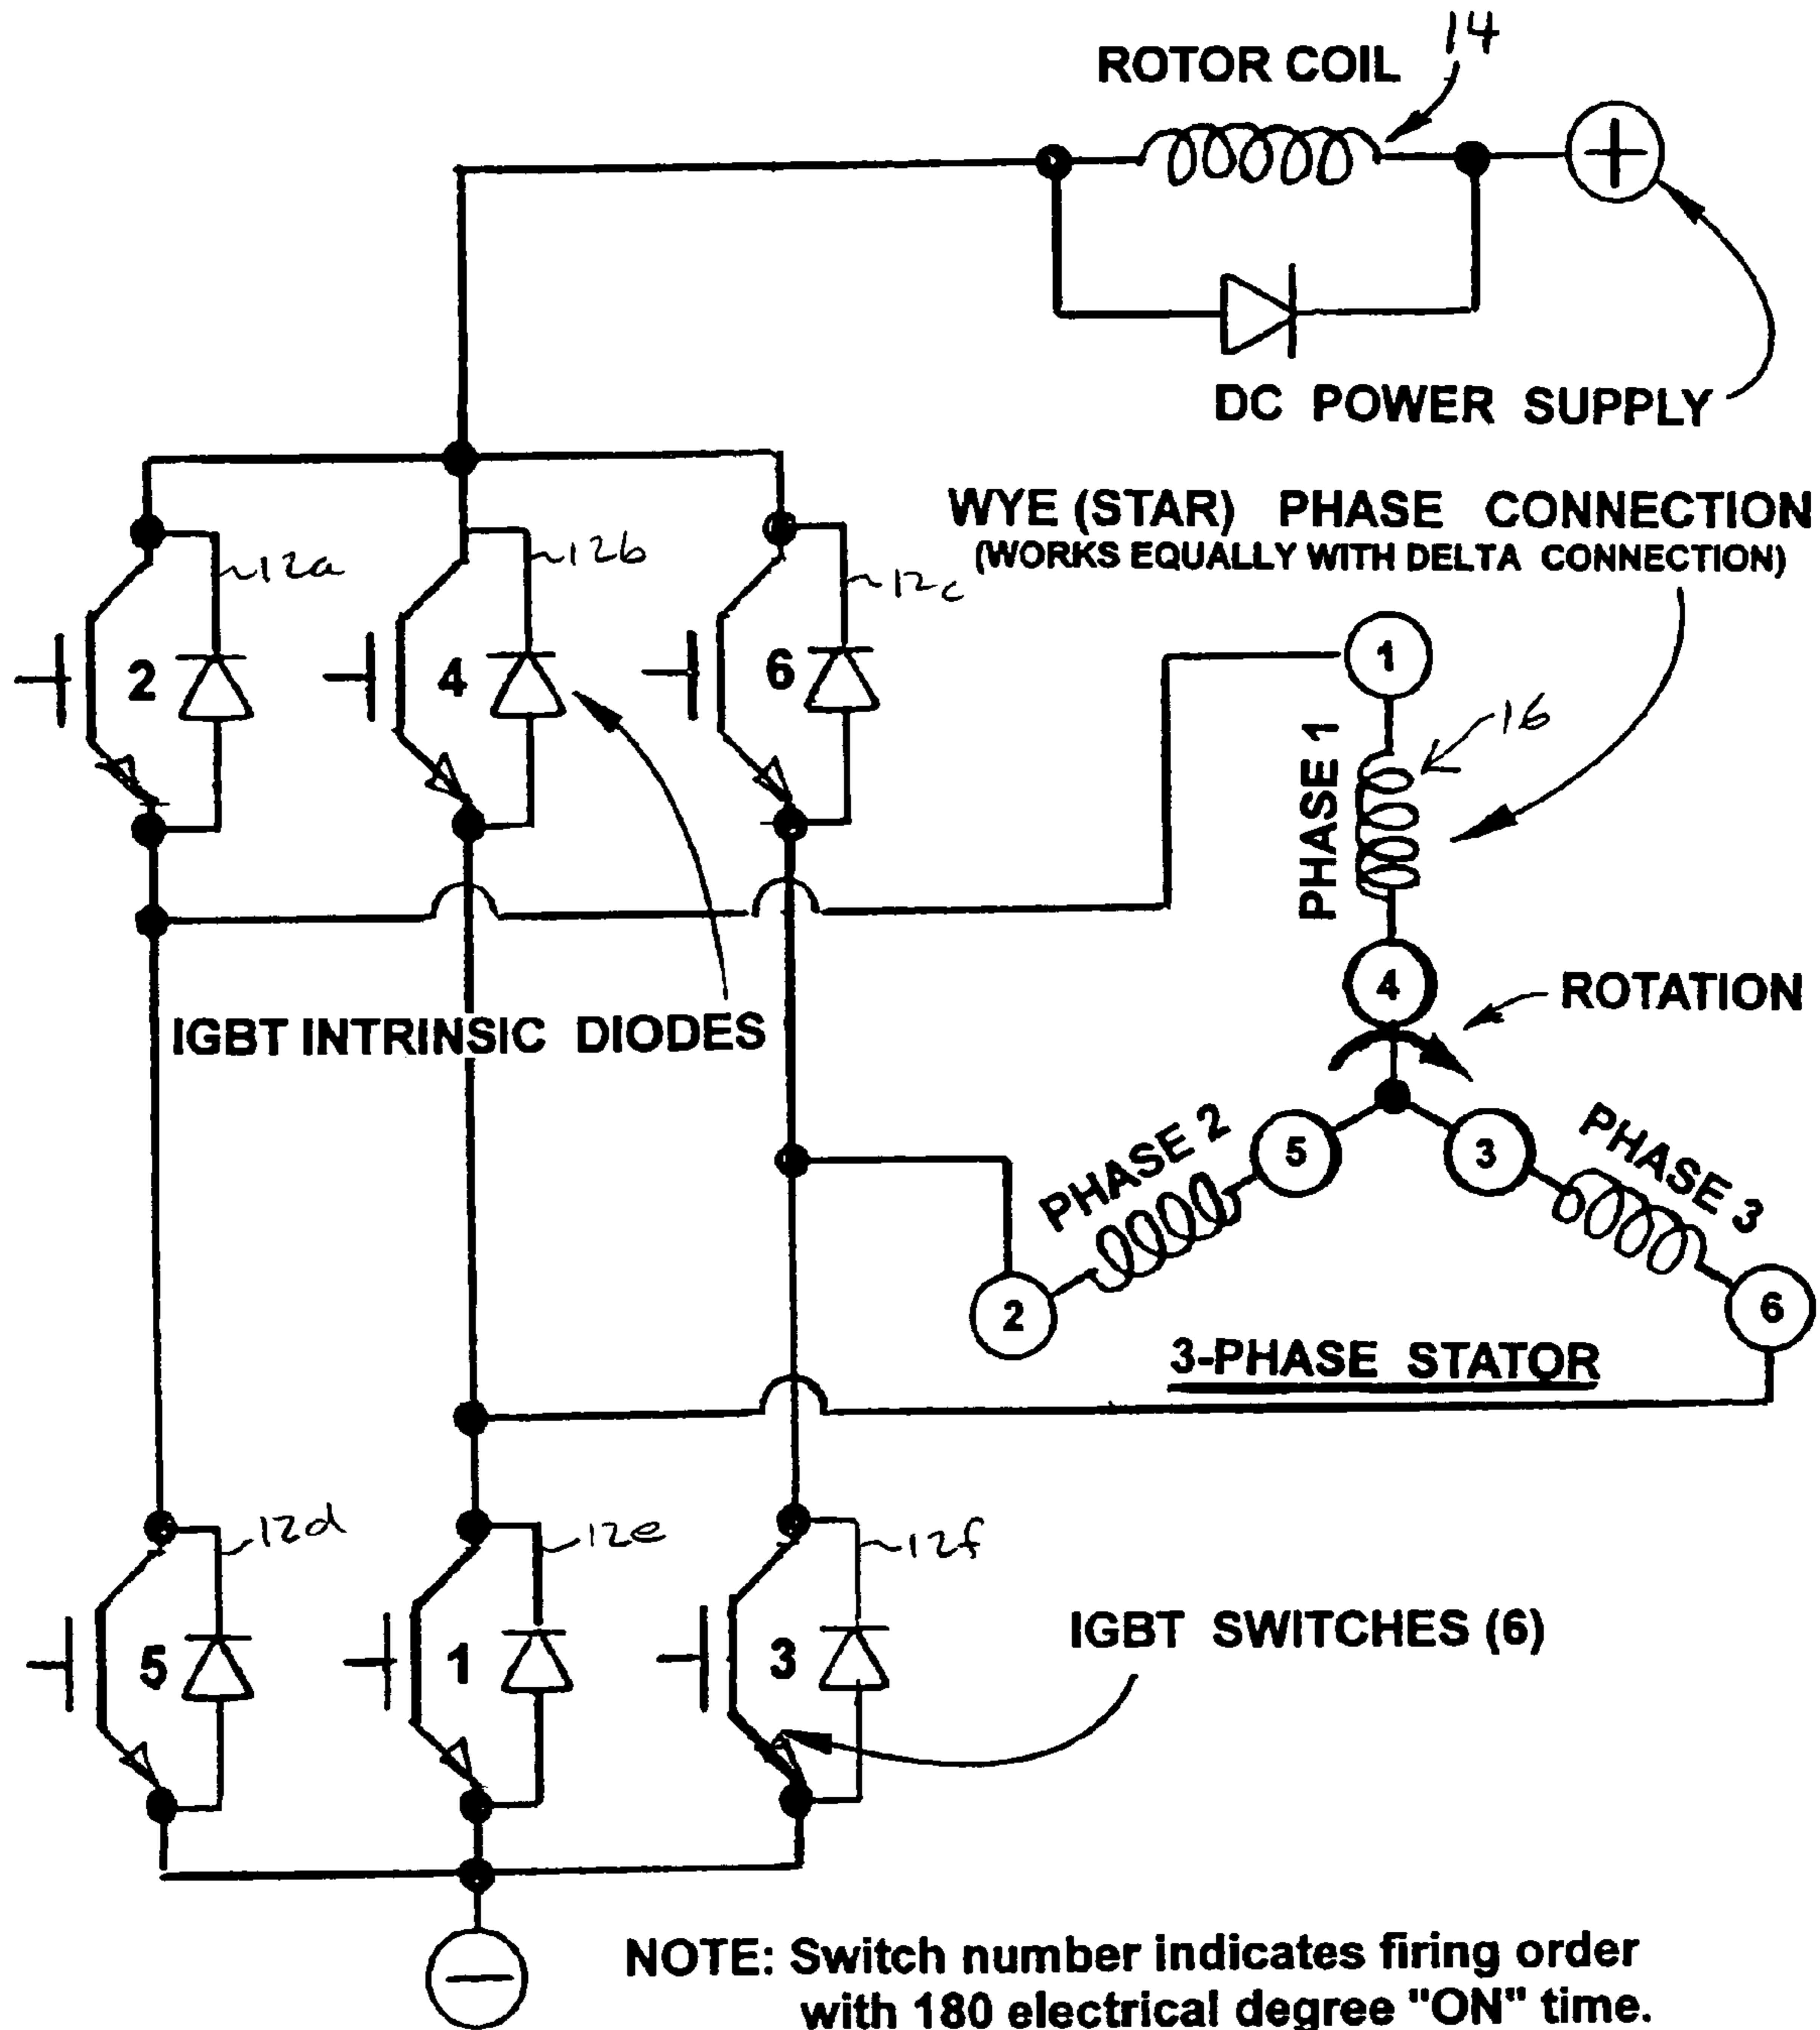 14
ROTOR COIL
+
DC POWER SUPPLY
WYE (STAR) PHASE CONNECTION
(WORKS EQUALLY WITH DELTA CONNECTION)
12a
12b
12c
2
4
6
1
PHASE 1
16
4
ROTATION
IGBT INTRINSIC DIODES
PHASE 2
5
3
PHASE 3
2
6
3-PHASE STATOR
12d
12e
12f
5
1
3
IGBT SWITCHES (6)
−
NOTE: Switch number indicates firing order
with 180 electrical degree "ON" time.